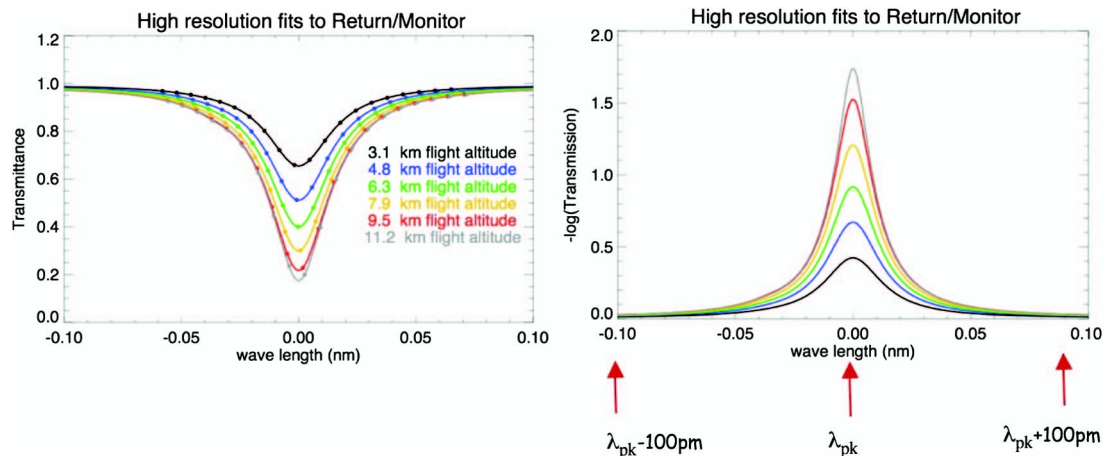 High resolution fits to Return/Monitor
1.2
1.0
0.8
0.6
0.4
0.2
0.0
Transmittance
3.1 km flight altitude
4.8 km flight altitude
6.3 km flight altitude
7.9 km flight altitude
9.5 km flight altitude
11.2 km flight altitude
-0.10
-0.05
0.00
0.05
0.10
wave length (nm)
High resolution fits to Return/Monitor
2.0
1.5
1.0
0.5
0.0
-log(Transmission)
-0.10
-0.05
0.00
0.05
0.10
wave length (nm)
λpk-100pm
λpk
λpk+100pm